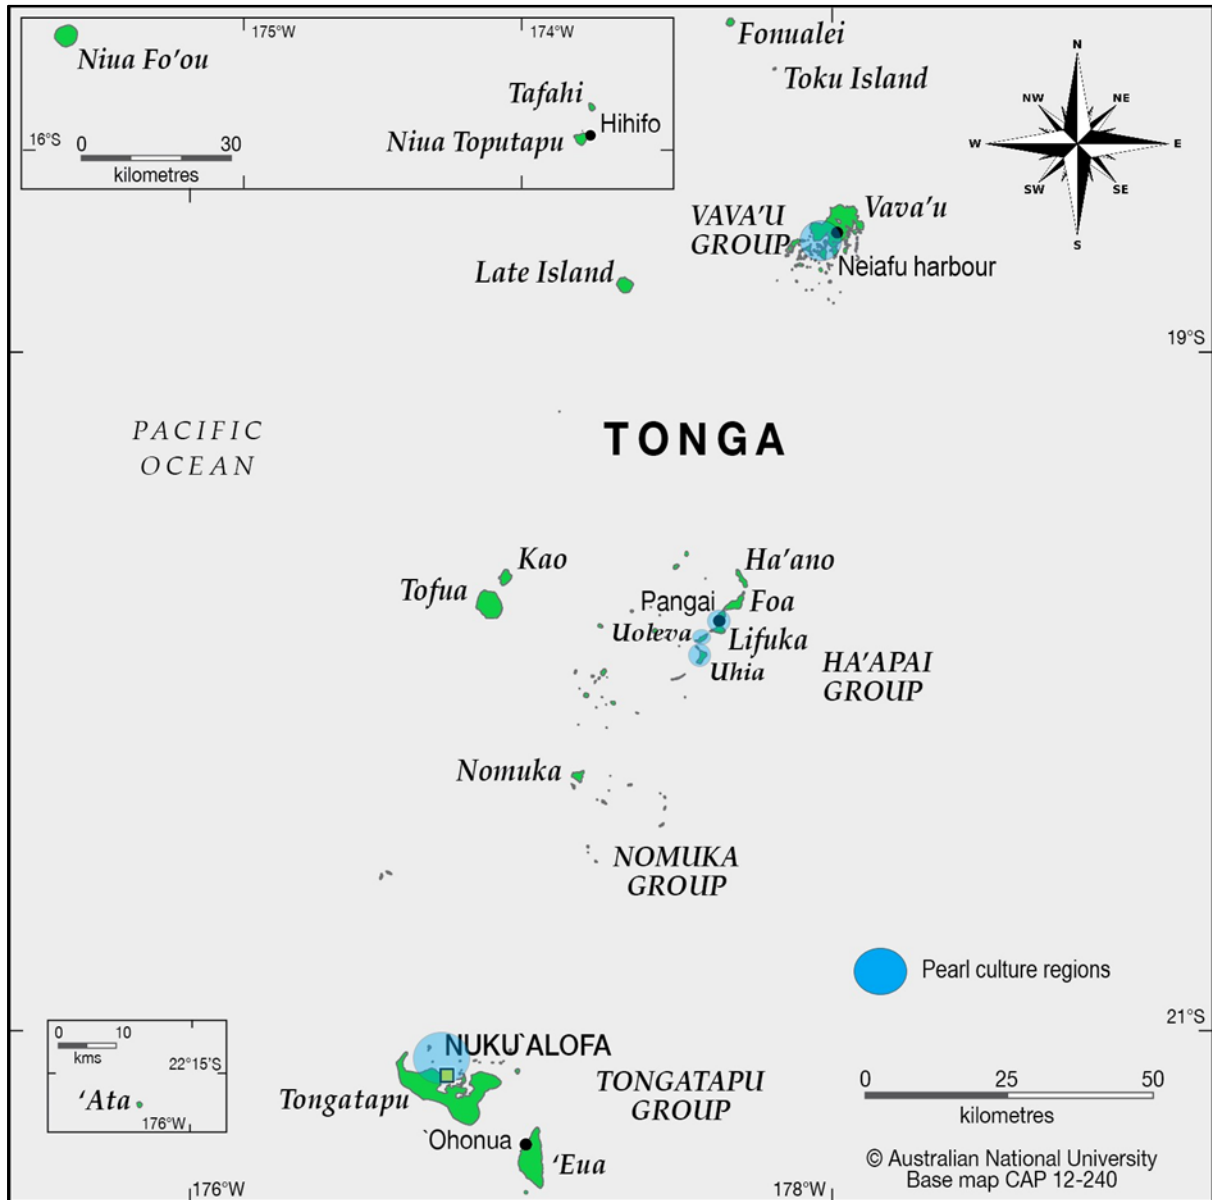 175°W
174°W
Niua Fo'ou
Tafahi
Hihifo
Niua Toputapu
16°S
0 30
kilometres
Fonualei
Toku Island
N
NE
E
SE
S
SW
W
NW
VAVA'U
GROUP
Vava'u
Neiafu harbour
Late Island
19°S
PACIFIC
OCEAN
TONGA
Kao
Tofua
Ha'ano
Pangai
Foa
Uoleva
Lifuka
Uhia
HA'APAI
GROUP
Nomuka
NOMUKA
GROUP
Pearl culture regions
21°S
0 10
kms
22°15'S
'Ata
176°W
NUKU`ALOFA
Tongatapu
TONGATAPU
GROUP
`Ohonua
'Eua
0 25 50
kilometres
© Australian National University
Base map CAP 12-240
176°W
178°W